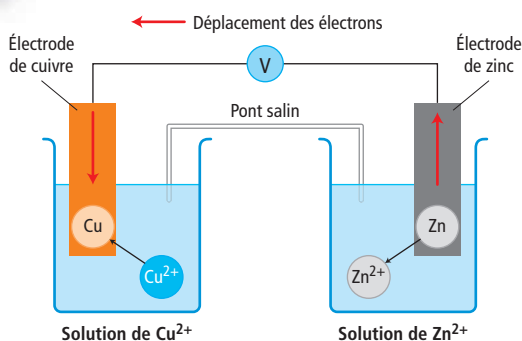 Déplacement des électrons
Électrode
de cuivre
V
Électrode
de zinc
Pont salin
Cu
Cu²⁺
Zn
Zn²⁺
Solution de Cu²⁺
Solution de Zn²⁺